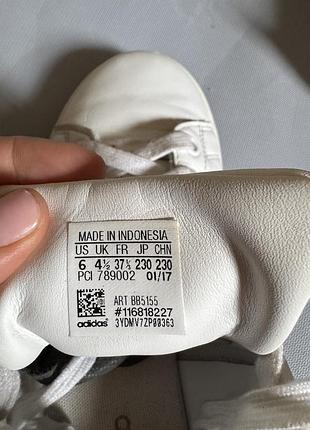 MADE IN INDONESIA
US UK FR JP CHN
6 4½ 37⅓ 230 230
PCI 789002 01/17
ART BB5155
#116818227
adidas 3YDMV7ZP00363